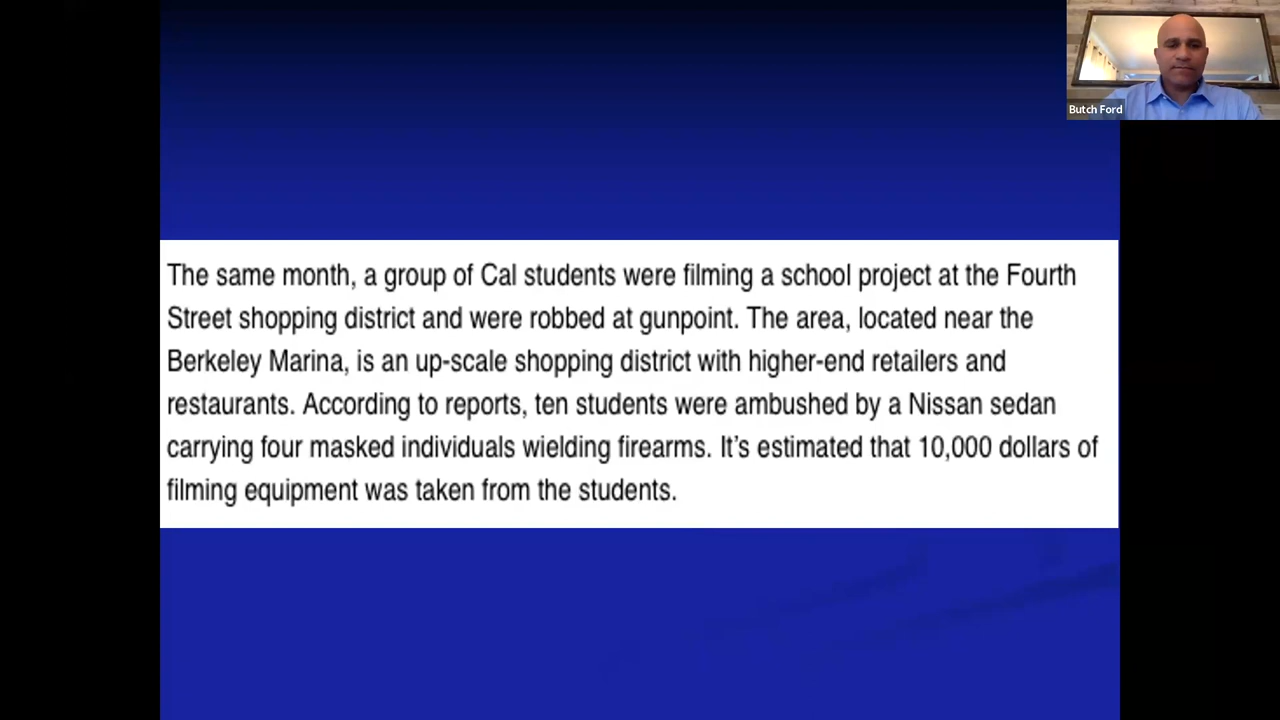 Butch Ford
The same month, a group of Cal students were filming a school project at the Fourth
Street shopping district and were robbed at gunpoint. The area, located near the
Berkeley Marina, is an up-scale shopping district with higher-end retailers and
restaurants. According to reports, ten students were ambushed by a Nissan sedan
carrying four masked individuals wielding firearms. It's estimated that 10,000 dollars of
filming equipment was taken from the students.